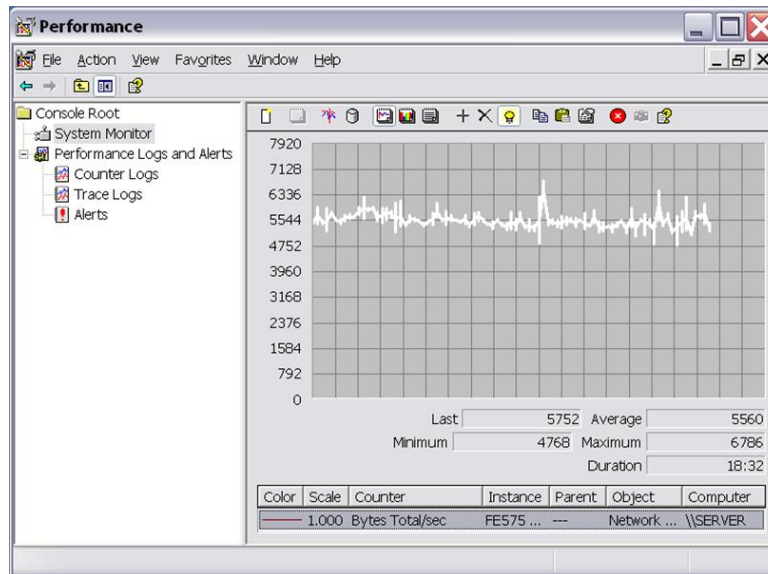 Performance
File Action View Favorites Window Help
Console Root
System Monitor
Performance Logs and Alerts
Counter Logs
Trace Logs
Alerts
7920
7128
6336
5544
4752
3960
3168
2376
1584
792
0
Last 5752 Average 5560
Minimum 4768 Maximum 6786
Duration 18:32
Color Scale Counter Instance Parent Object Computer
1.000 Bytes Total/sec FE575 ... --- Network ... \\SERVER